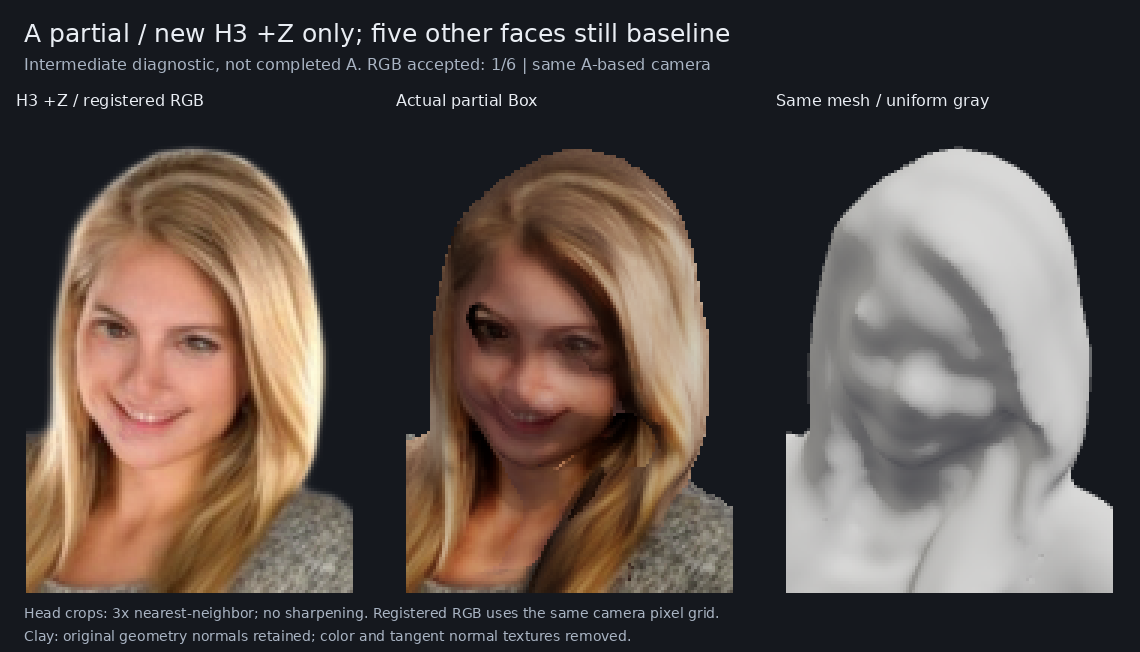 A partial / new H3 +Z only; five other faces still baseline
Intermediate diagnostic, not completed A. RGB accepted: 1/6 | same A-based camera
H3 +Z / registered RGB
Actual partial Box
Same mesh / uniform gray
Head crops: 3x nearest-neighbor; no sharpening. Registered RGB uses the same camera pixel grid.
Clay: original geometry normals retained; color and tangent normal textures removed.